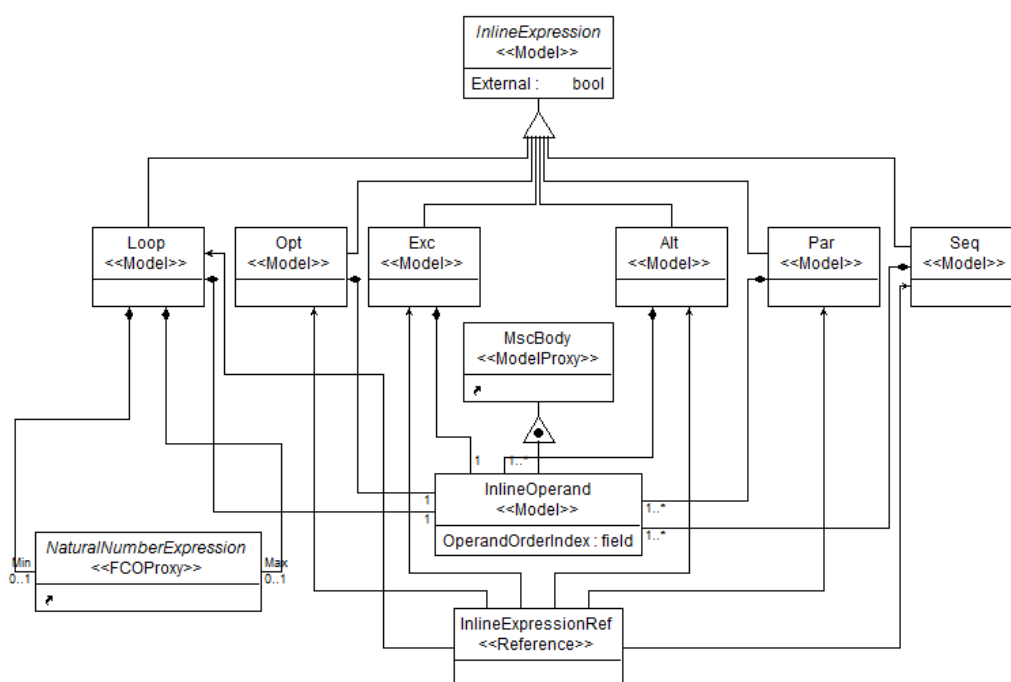 InlineExpression
<<Model>>
External : bool
Loop
<<Model>>
Opt
<<Model>>
Exc
<<Model>>
Alt
<<Model>>
Par
<<Model>>
Seq
<<Model>>
MscBody
<<ModelProxy>>
1
1..*
InlineOperand
<<Model>>
OperandOrderIndex : field
1
1
1..*
1..*
NaturalNumberExpression
<<FCOProxy>>
Min
0..1
Max
0..1
InlineExpressionRef
<<Reference>>